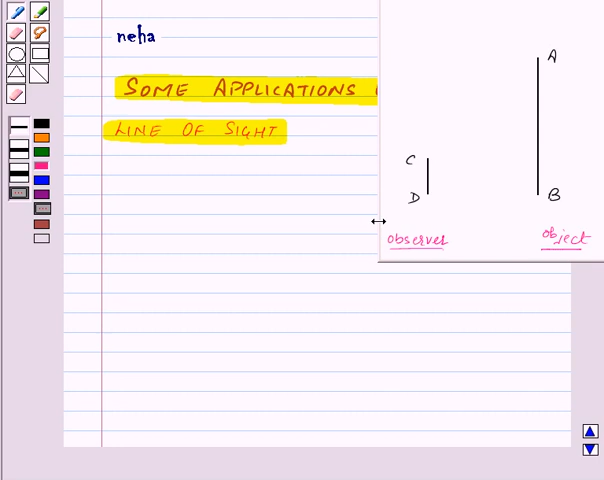 neha
SOME APPLICATIONS
LINE OF SIGHT
A
C
D
B
observer
object